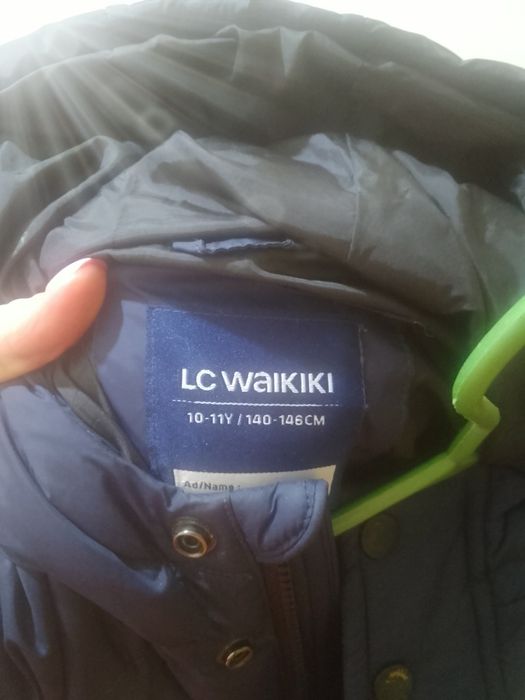 LC WAIKIKI
10-11Y / 140-146CM
Ad/Name :